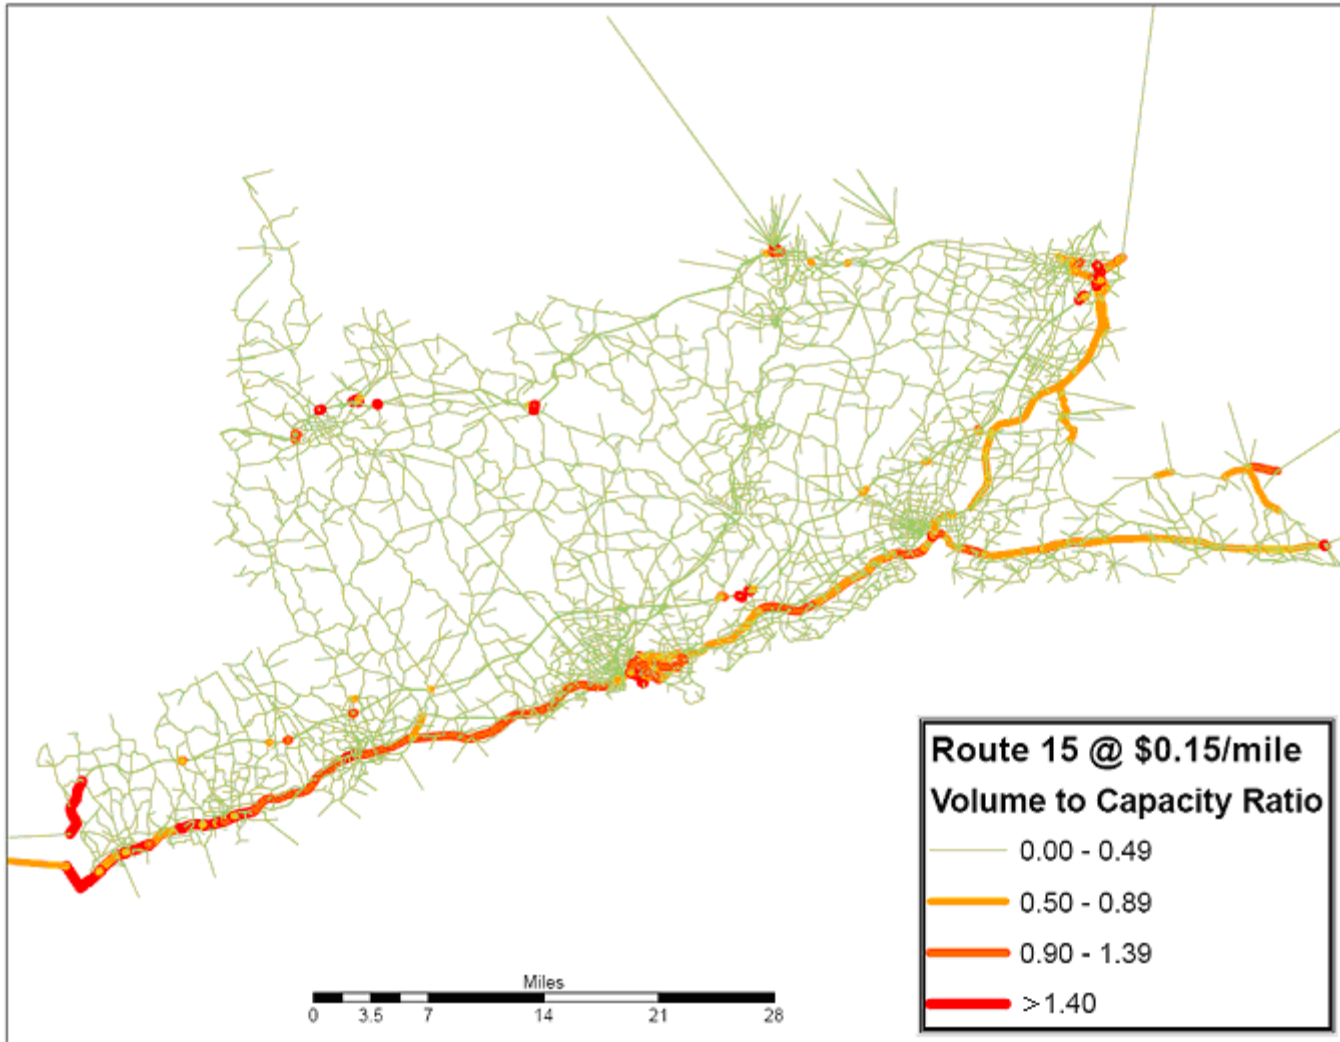 Route 15 @ $0.15/mile
Volume to Capacity Ratio
0.00 - 0.49
0.50 - 0.89
0.90 - 1.39
>1.40
Miles
0 3.5 7 14 21 28